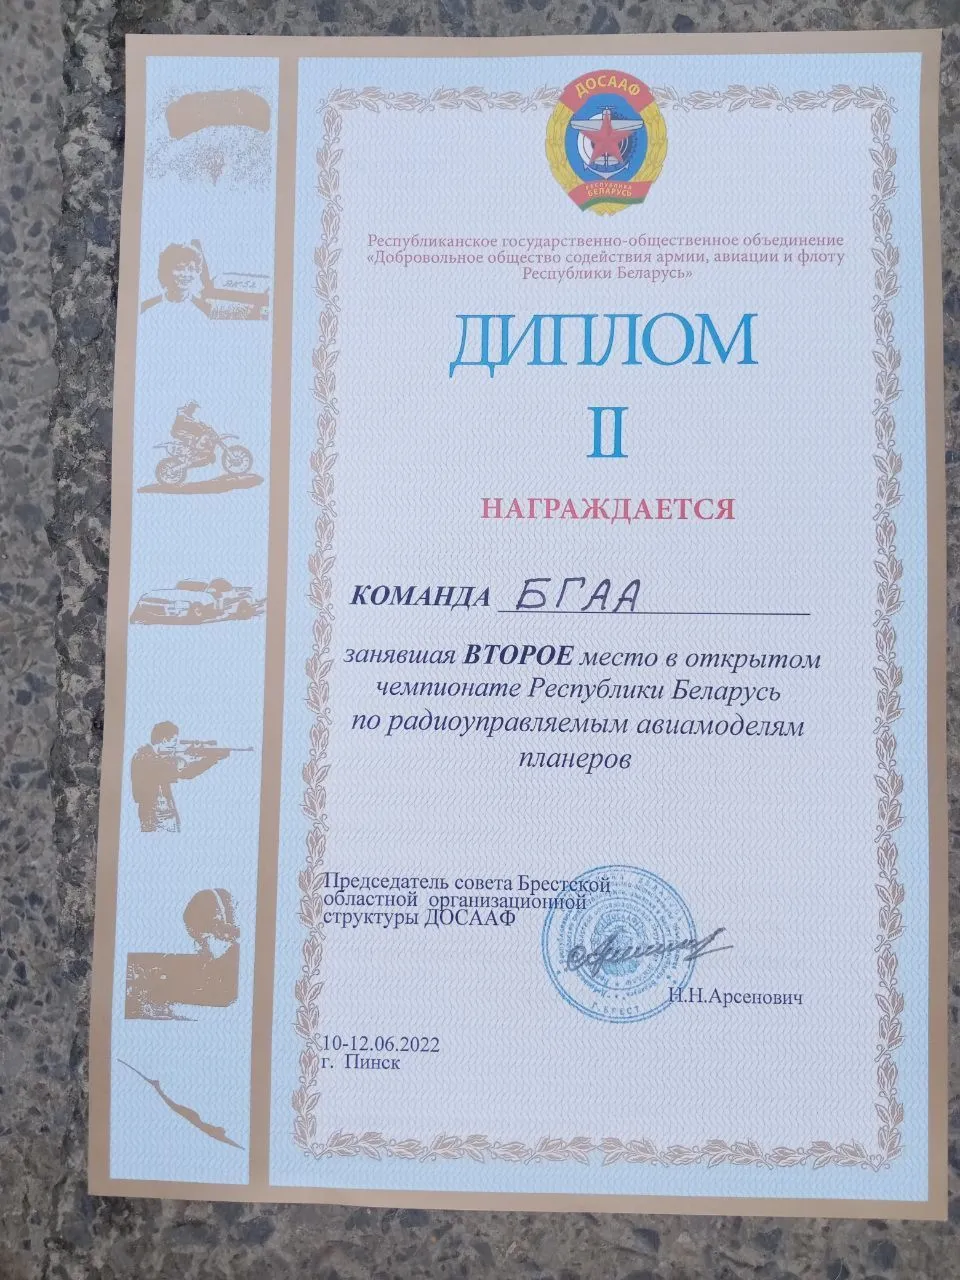 ДОСААФ
РЕСПУБЛИКА
БЕЛАРУСЬ
Республиканское государственно-общественное объединение
«Добровольное общество содействия армии, авиации и флоту
Республики Беларусь»
ДИПЛОМ
II
НАГРАЖДАЕТСЯ
КОМАНДА БГАА
занявшая ВТОРОЕ место в открытом
чемпионате Республики Беларусь
по радиоуправляемым авиамоделям
планеров
Председатель совета Брестской
областной организационной
структуры ДОСААФ
Г. БРЕСТ
Н.Н.Арсенович
10-12.06.2022
г. Пинск